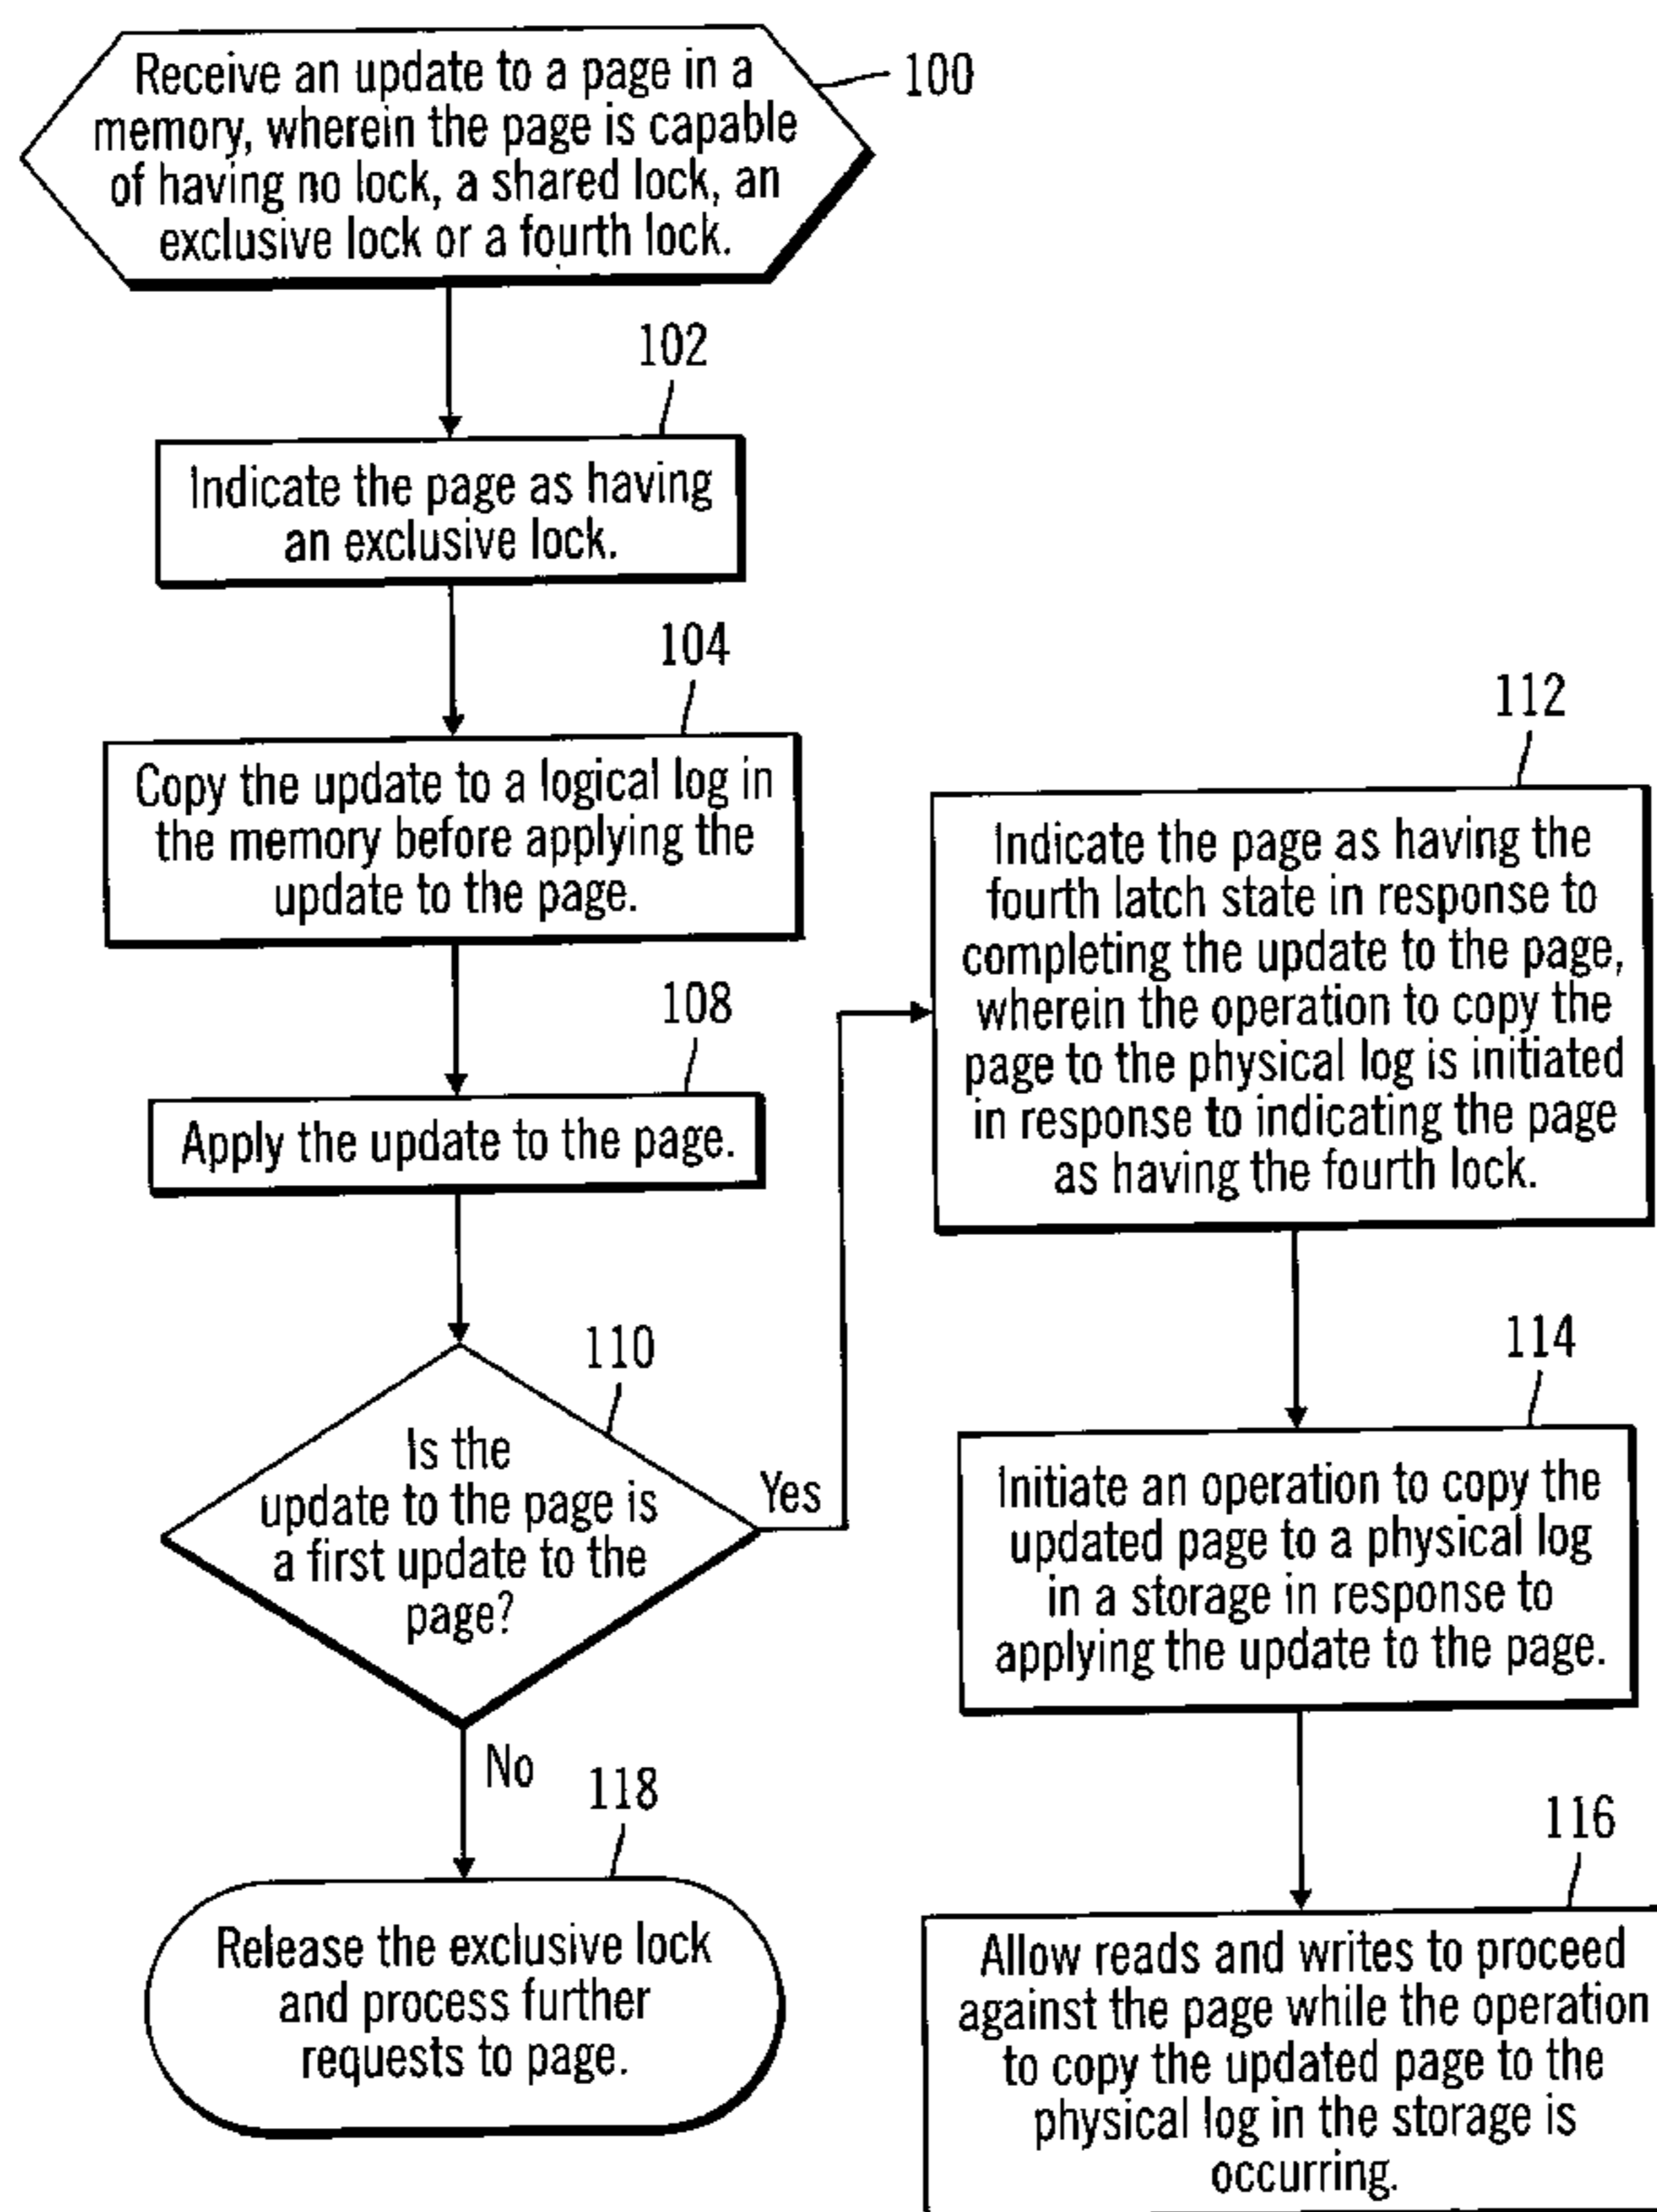 Receive an update to a page in a
memory, wherein the page is capable
of having no lock, a shared lock, an
exclusive lock or a fourth lock.
100
102
Indicate the page as having
an exclusive lock.
104
Copy the update to a logical log in
the memory before applying the
update to the page.
108
Apply the update to the page.
110
Is the
update to the page is
a first update to the
page?
Yes
No
118
Release the exclusive lock
and process further
requests to page.
112
Indicate the page as having the
fourth latch state in response to
completing the update to the page,
wherein the operation to copy the
page to the physical log is initiated
in response to indicating the page
as having the fourth lock.
114
Initiate an operation to copy the
updated page to a physical log
in a storage in response to
applying the update to the page.
116
Allow reads and writes to proceed
against the page while the operation
to copy the updated page to the
physical log in the storage is
occurring.